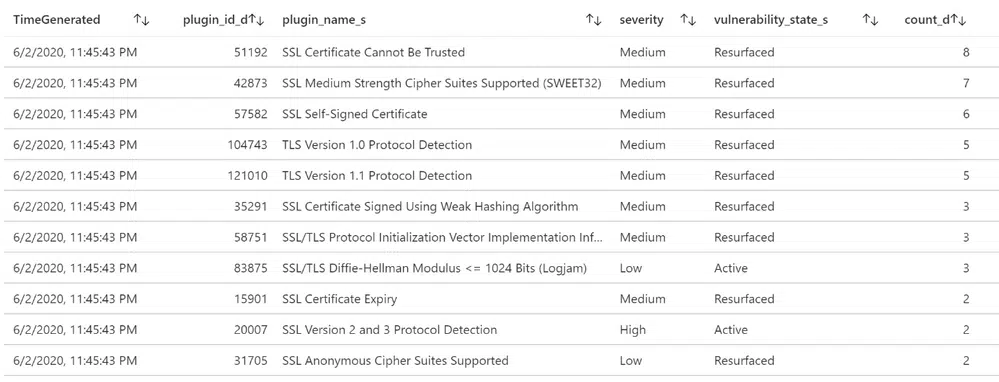 TimeGenerated ↑↓ plugin_id_d↑↓ plugin_name_s ↑↓ severity ↑↓ vulnerability_state_s ↑↓ count_d↑↓
6/2/2020, 11:45:43 PM 51192 SSL Certificate Cannot Be Trusted Medium Resurfaced 8
6/2/2020, 11:45:43 PM 42873 SSL Medium Strength Cipher Suites Supported (SWEET32) Medium Resurfaced 7
6/2/2020, 11:45:43 PM 57582 SSL Self-Signed Certificate Medium Resurfaced 6
6/2/2020, 11:45:43 PM 104743 TLS Version 1.0 Protocol Detection Medium Resurfaced 5
6/2/2020, 11:45:43 PM 121010 TLS Version 1.1 Protocol Detection Medium Resurfaced 5
6/2/2020, 11:45:43 PM 35291 SSL Certificate Signed Using Weak Hashing Algorithm Medium Resurfaced 3
6/2/2020, 11:45:43 PM 58751 SSL/TLS Protocol Initialization Vector Implementation Inf... Medium Resurfaced 3
6/2/2020, 11:45:43 PM 83875 SSL/TLS Diffie-Hellman Modulus <= 1024 Bits (Logjam) Low Active 3
6/2/2020, 11:45:43 PM 15901 SSL Certificate Expiry Medium Resurfaced 2
6/2/2020, 11:45:43 PM 20007 SSL Version 2 and 3 Protocol Detection High Active 2
6/2/2020, 11:45:43 PM 31705 SSL Anonymous Cipher Suites Supported Low Resurfaced 2